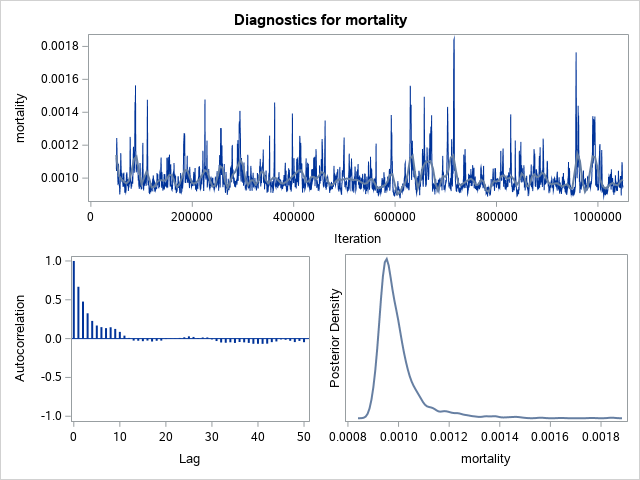 Diagnostics for mortality
mortality
0.0018
0.0016
0.0014
0.0012
0.0010
0 200000 400000 600000 800000 1000000
Iteration
Autocorrelation
1.0
0.5
0.0
-0.5
-1.0
0 10 20 30 40 50
Lag
Posterior Density
0.0008 0.0010 0.0012 0.0014 0.0016 0.0018
mortality